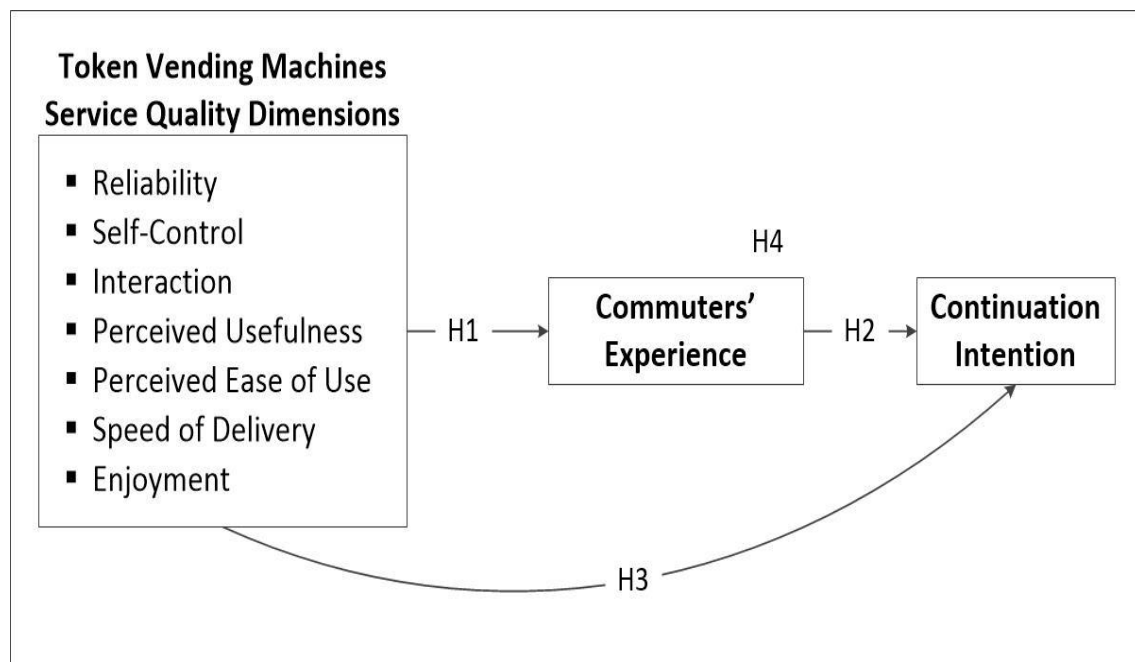 Token Vending Machines
Service Quality Dimensions
▪ Reliability
▪ Self-Control
▪ Interaction
▪ Perceived Usefulness
▪ Perceived Ease of Use
▪ Speed of Delivery
▪ Enjoyment
H1
Commuters’
Experience
H4
H2
Continuation
Intention
H3